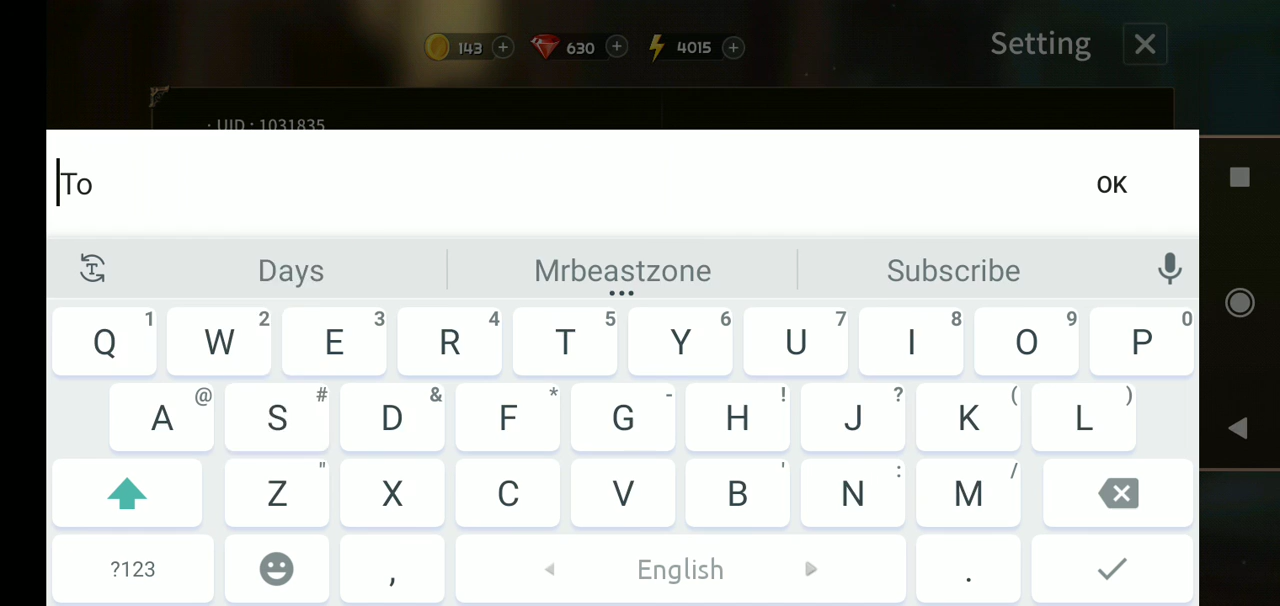 143 + 630 + 4015 + Setting
· UID : 1031835
To OK
Days Mrbeastzone Subscribe
1 2 3 4 5 6 7 8 9 0
Q W E R T Y U I O P
@ # & * - ! ? ( )
A S D F G H J K L
" ' : /
Z X C V B N M
?123 , English .